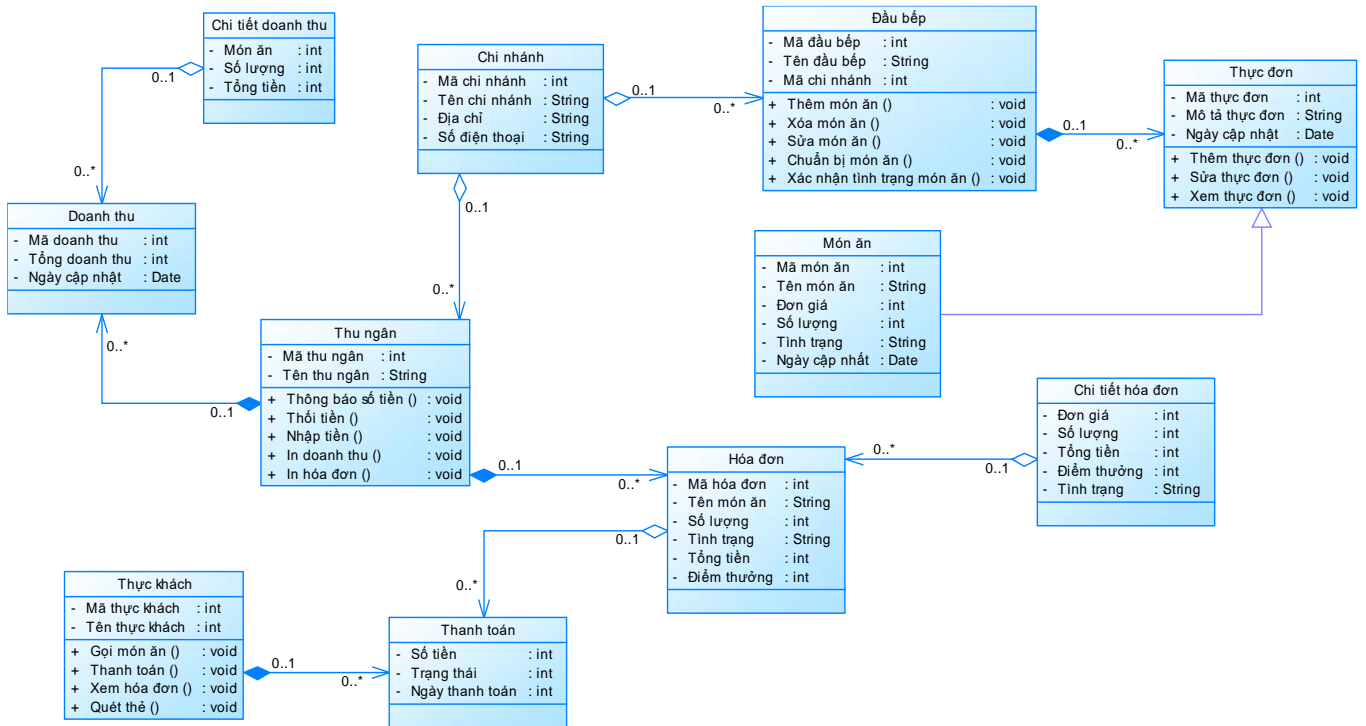 Chi tiết doanh thu
- Món ăn : int
- Số lượng : int
- Tổng tiền : int
0..1
0..*
Doanh thu
- Mã doanh thu : int
- Tổng doanh thu : int
- Ngày cập nhật : Date
0..*
0..1
Chi nhánh
- Mã chi nhánh : int
- Tên chi nhánh : String
- Địa chỉ : String
- Số điện thoại : String
0..1
0..*
0..1
0..*
Đầu bếp
- Mã đầu bếp : int
- Tên đầu bếp : String
- Mã chi nhánh : int
+ Thêm món ăn () : void
+ Xóa món ăn () : void
+ Sửa món ăn () : void
+ Chuẩn bị món ăn () : void
+ Xác nhận tình trạng món ăn () : void
0..1
0..*
Thực đơn
- Mã thực đơn : int
- Mô tả thực đơn : String
- Ngày cập nhật : Date
+ Thêm thực đơn () : void
+ Sửa thực đơn () : void
+ Xem thực đơn () : void
Món ăn
- Mã món ăn : int
- Tên món ăn : String
- Đơn giá : int
- Số lượng : int
- Tình trạng : String
- Ngày cập nhất : Date
Thu ngân
- Mã thu ngân : int
- Tên thu ngân : String
+ Thông báo số tiền () : void
+ Thối tiền () : void
+ Nhập tiền () : void
+ In doanh thu () : void
+ In hóa đơn () : void
0..1
0..*
Hóa đơn
- Mã hóa đơn : int
- Tên món ăn : String
- Số lượng : int
- Tình trạng : String
- Tổng tiền : int
- Điểm thưởng : int
0..*
0..1
Chi tiết hóa đơn
- Đơn giá : int
- Số lượng : int
- Tổng tiền : int
- Điểm thưởng : int
- Tình trạng : String
0..1
0..*
Thực khách
- Mã thực khách : int
- Tên thực khách : int
+ Gọi món ăn () : void
+ Thanh toán () : void
+ Xem hóa đơn () : void
+ Quét thẻ () : void
0..1
0..*
Thanh toán
- Số tiền : int
- Trạng thái : int
- Ngày thanh toán : int